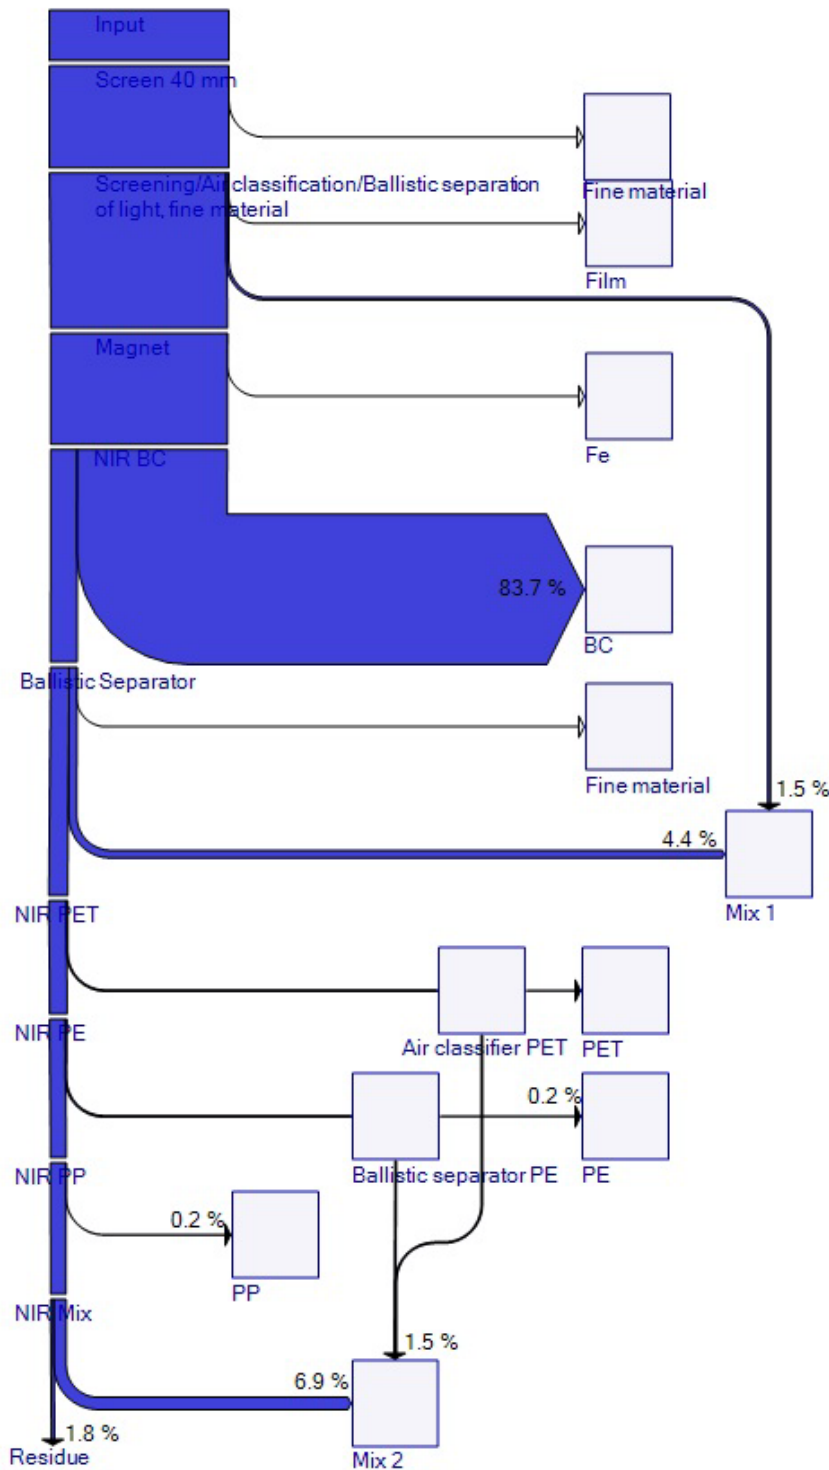 Input
Screen 40 mm
Screening/Air classification/Ballistic separation
of light, fine material
Fine material
Film
Magnet
Fe
NIR BC
83.7 %
BC
Ballistic Separator
Fine material
1.5 %
4.4 %
Mix 1
NIR PET
NIR PE
Air classifier PET
PET
0.2 %
NIR PP
Ballistic separator PE
PE
0.2 %
PP
NIR Mix
1.5 %
6.9 %
1.8 %
Residue
Mix 2